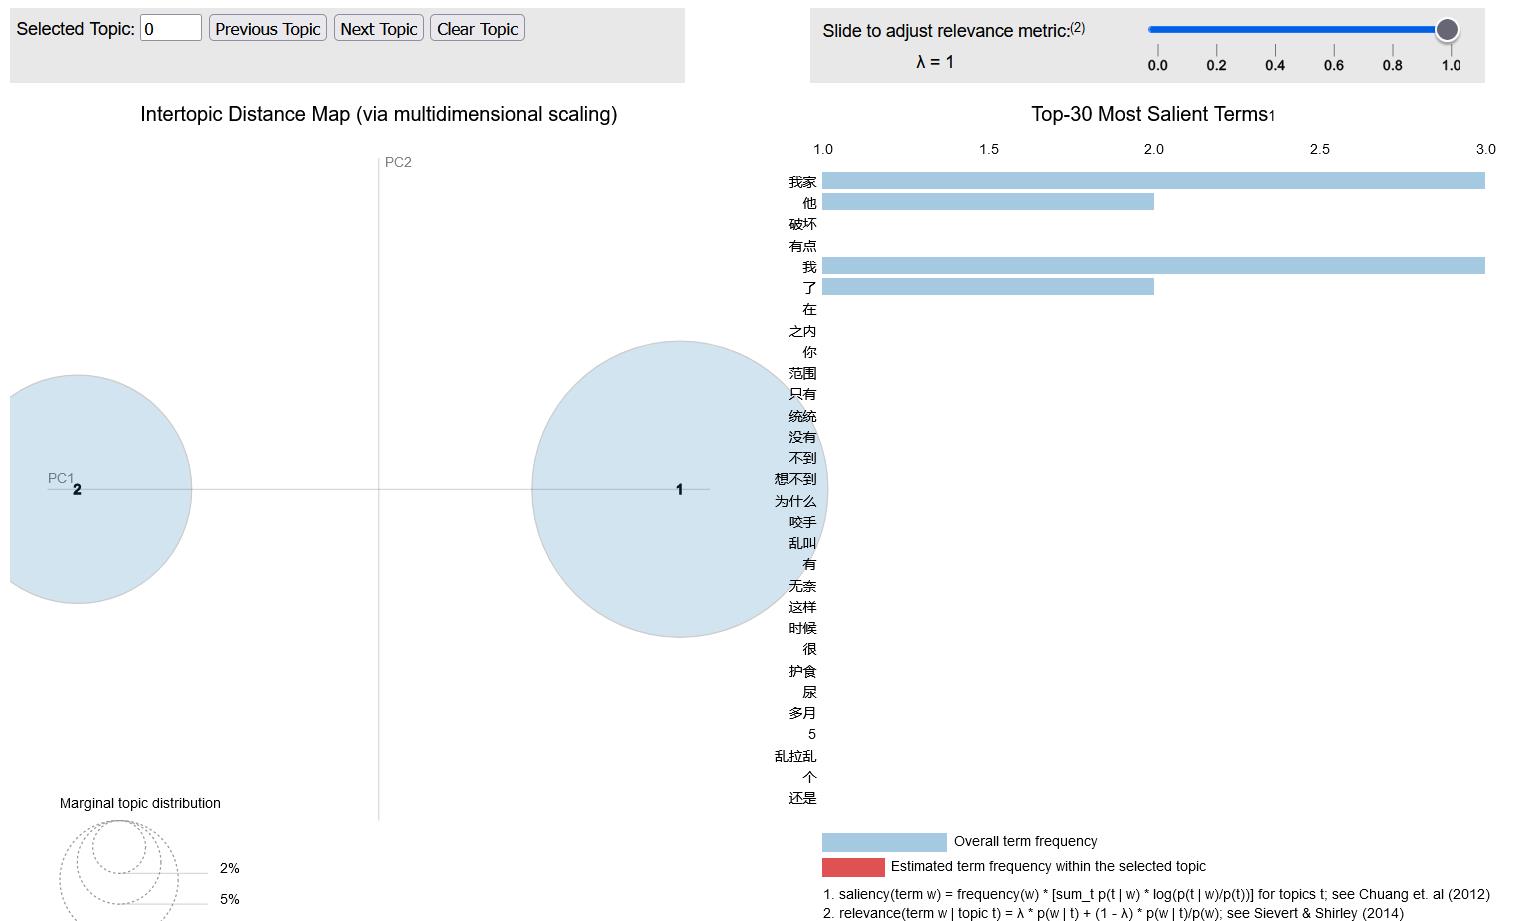 Selected Topic: 0 Previous Topic Next Topic Clear Topic
Slide to adjust relevance metric:(2)
λ = 1
0.0 0.2 0.4 0.6 0.8 1.0
Intertopic Distance Map (via multidimensional scaling)
PC2
PC1
2
1
Marginal topic distribution
2%
5%
Top-30 Most Salient Terms1
1.0 1.5 2.0 2.5 3.0
我家
他
破坏
有点
我
了
在
之内
你
范围
只有
统统
没有
不到
想不到
为什么
咬手
乱叫
有
无奈
这样
时候
很
护食
尿
多月
5
乱拉乱
个
还是
Overall term frequency
Estimated term frequency within the selected topic
1. saliency(term w) = frequency(w) * [sum_t p(t | w) * log(p(t | w)/p(t))] for topics t; see Chuang et. al (2012)
2. relevance(term w | topic t) = λ * p(w | t) + (1 - λ) * p(w | t)/p(w); see Sievert & Shirley (2014)